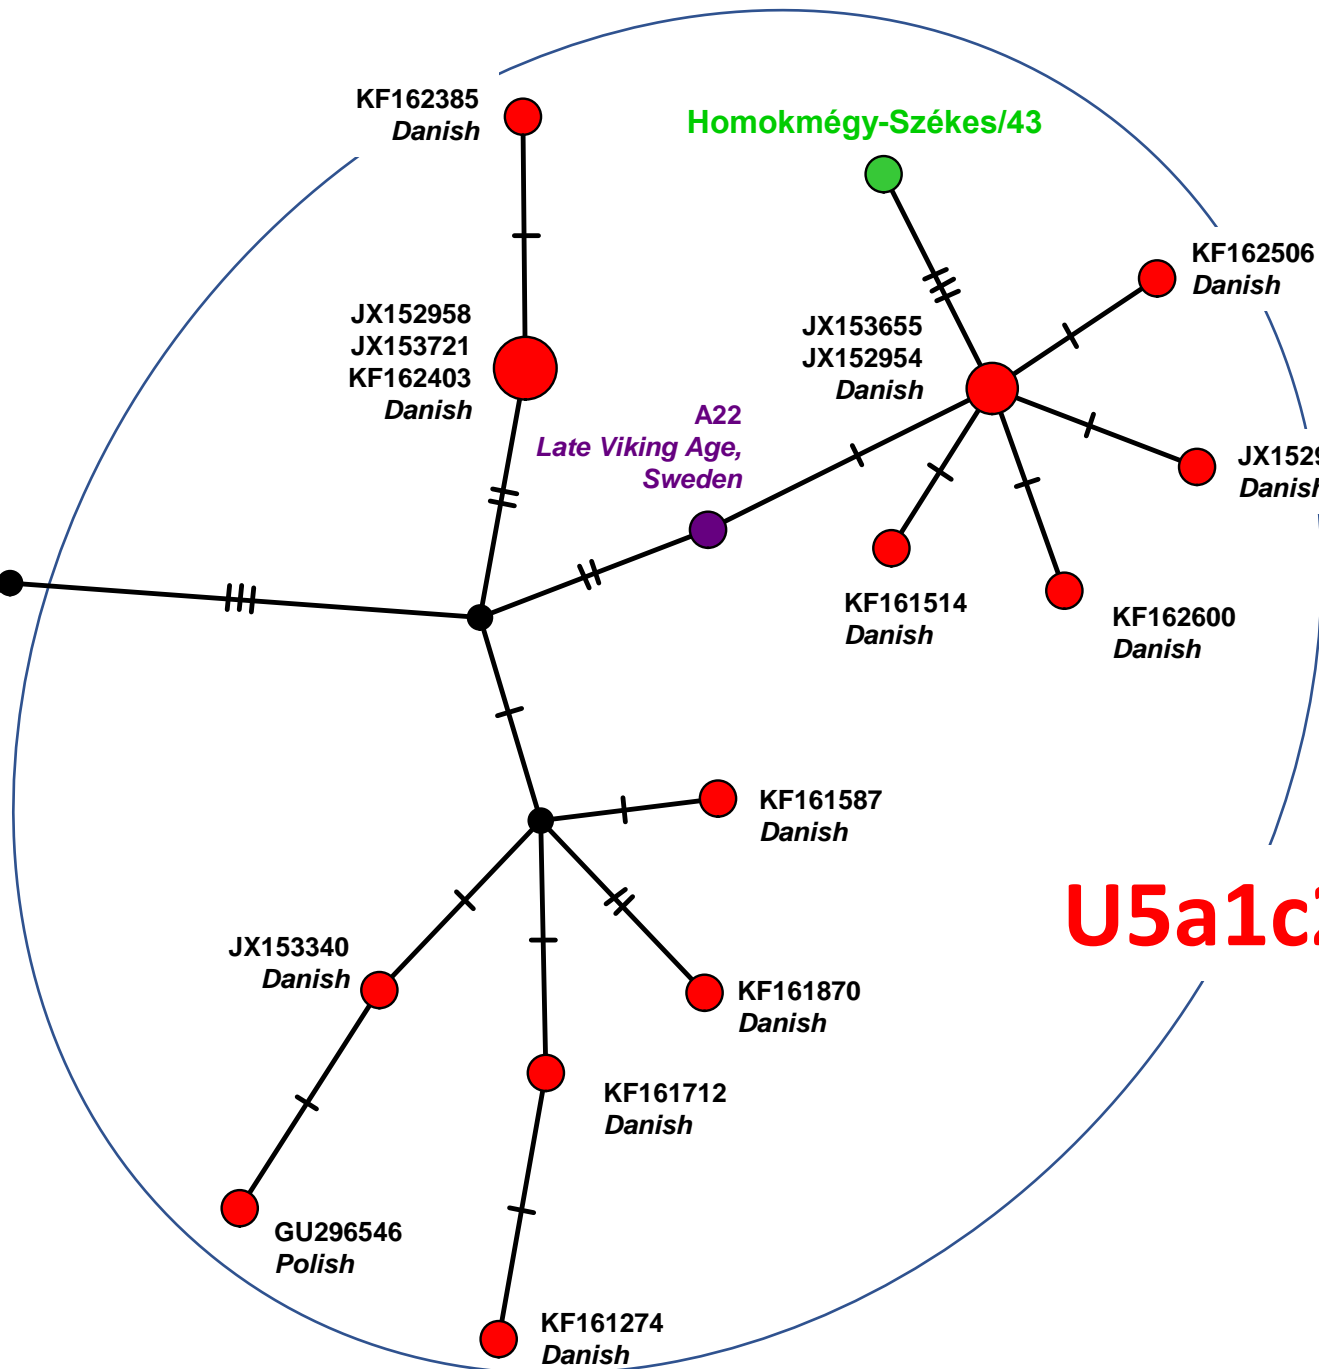 KF162385
Danish
Homokmégy-Székes/43
KF162506
Danish
JX152958
JX153721
KF162403
Danish
JX153655
JX152954
Danish
A22
Late Viking Age,
Sweden
Danish
KF161514
Danish
KF162600
Danish
KF161587
Danish
JX153340
Danish
KF161870
Danish
KF161712
Danish
GU296546
Polish
KF161274
Danish